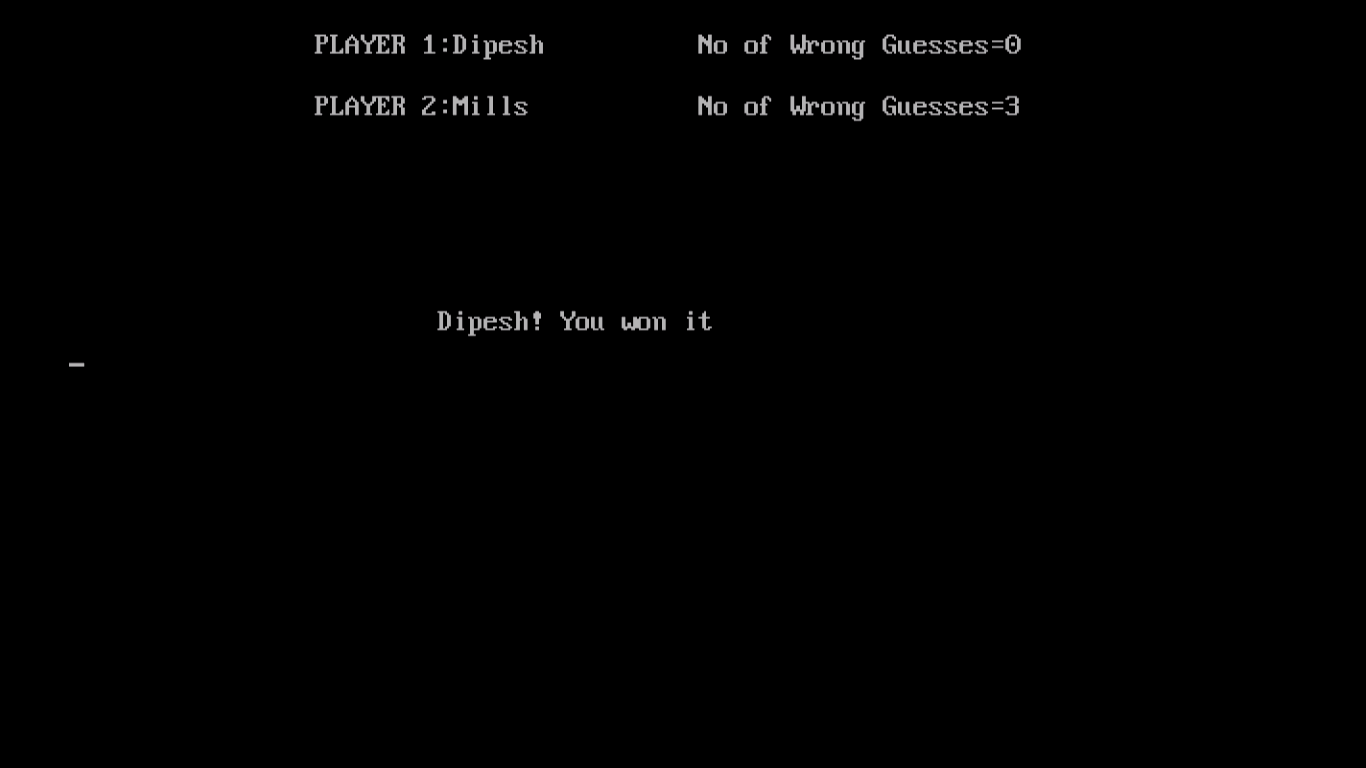 PLAYER 1:Dipesh No of Wrong Guesses=0
PLAYER 2:Mills No of Wrong Guesses=3
Dipesh! You won it
_